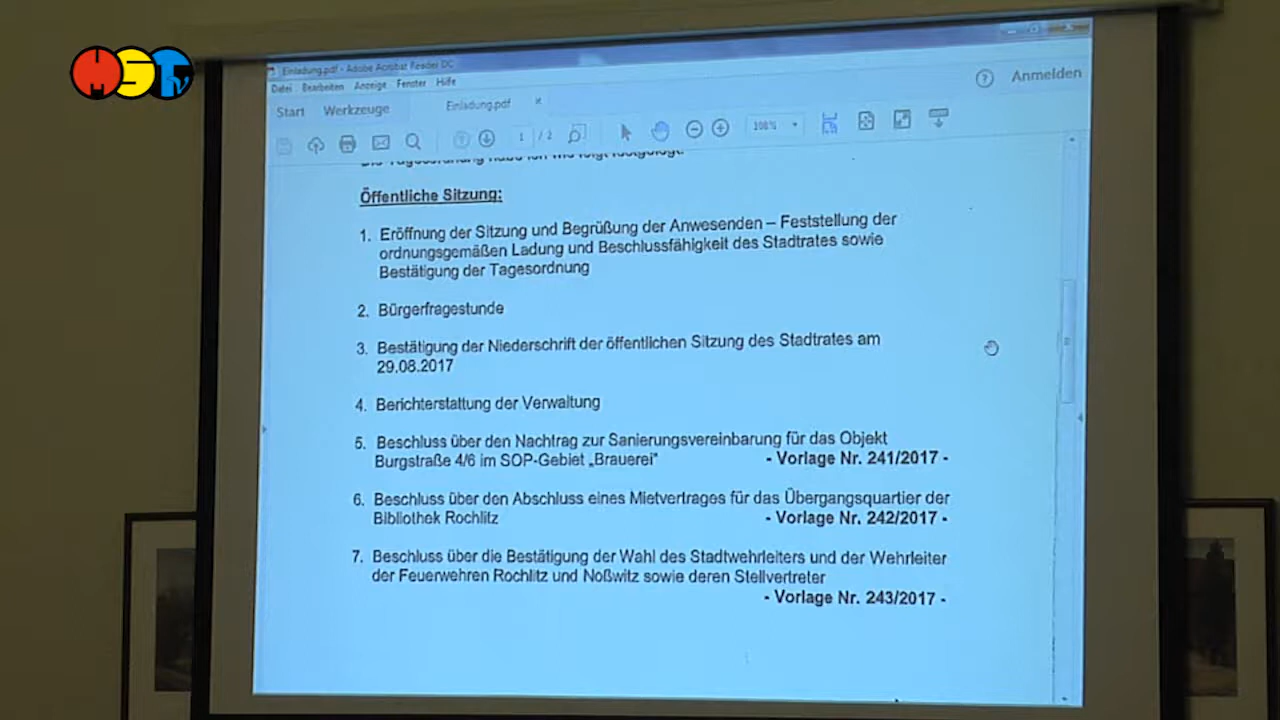 HSTV
Einladung.pdf - Adobe Acrobat Reader DC
Datei Bearbeiten Anzeige Fenster Hilfe
Start Werkzeuge Einladung.pdf × ? Anmelden
1 / 2 108%
Öffentliche Sitzung:
1. Eröffnung der Sitzung und Begrüßung der Anwesenden – Feststellung der
ordnungsgemäßen Ladung und Beschlussfähigkeit des Stadtrates sowie
Bestätigung der Tagesordnung
2. Bürgerfragestunde
3. Bestätigung der Niederschrift der öffentlichen Sitzung des Stadtrates am
29.08.2017
4. Berichterstattung der Verwaltung
5. Beschluss über den Nachtrag zur Sanierungsvereinbarung für das Objekt
Burgstraße 4/6 im SOP-Gebiet „Brauerei“ - Vorlage Nr. 241/2017 -
6. Beschluss über den Abschluss eines Mietvertrages für das Übergangsquartier der
Bibliothek Rochlitz - Vorlage Nr. 242/2017 -
7. Beschluss über die Bestätigung der Wahl des Stadtwehrleiters und der Wehrleiter
der Feuerwehren Rochlitz und Noßwitz sowie deren Stellvertreter
- Vorlage Nr. 243/2017 -